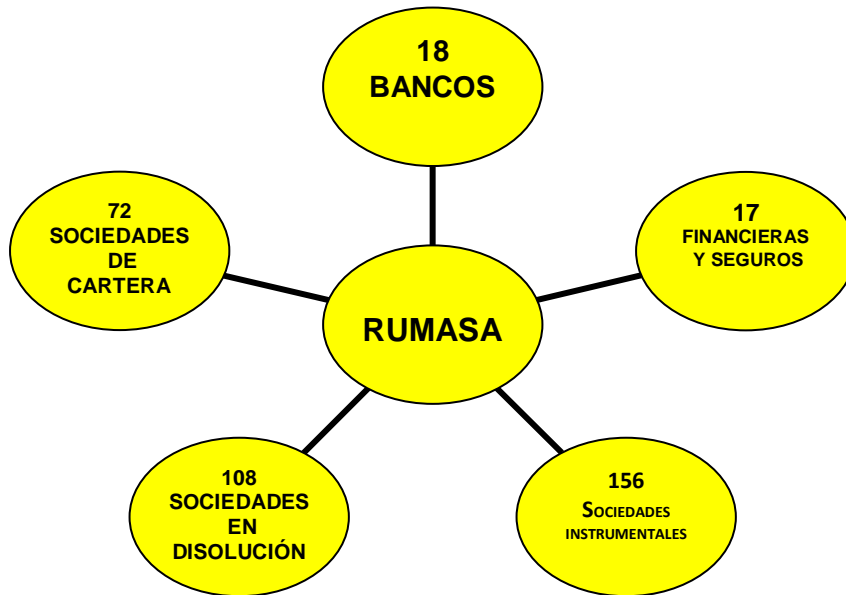 18
BANCOS
72
SOCIEDADES
DE
CARTERA
17
FINANCIERAS
Y SEGUROS
RUMASA
108
SOCIEDADES
EN
DISOLUCIÓN
156
SOCIEDADES
INSTRUMENTALES